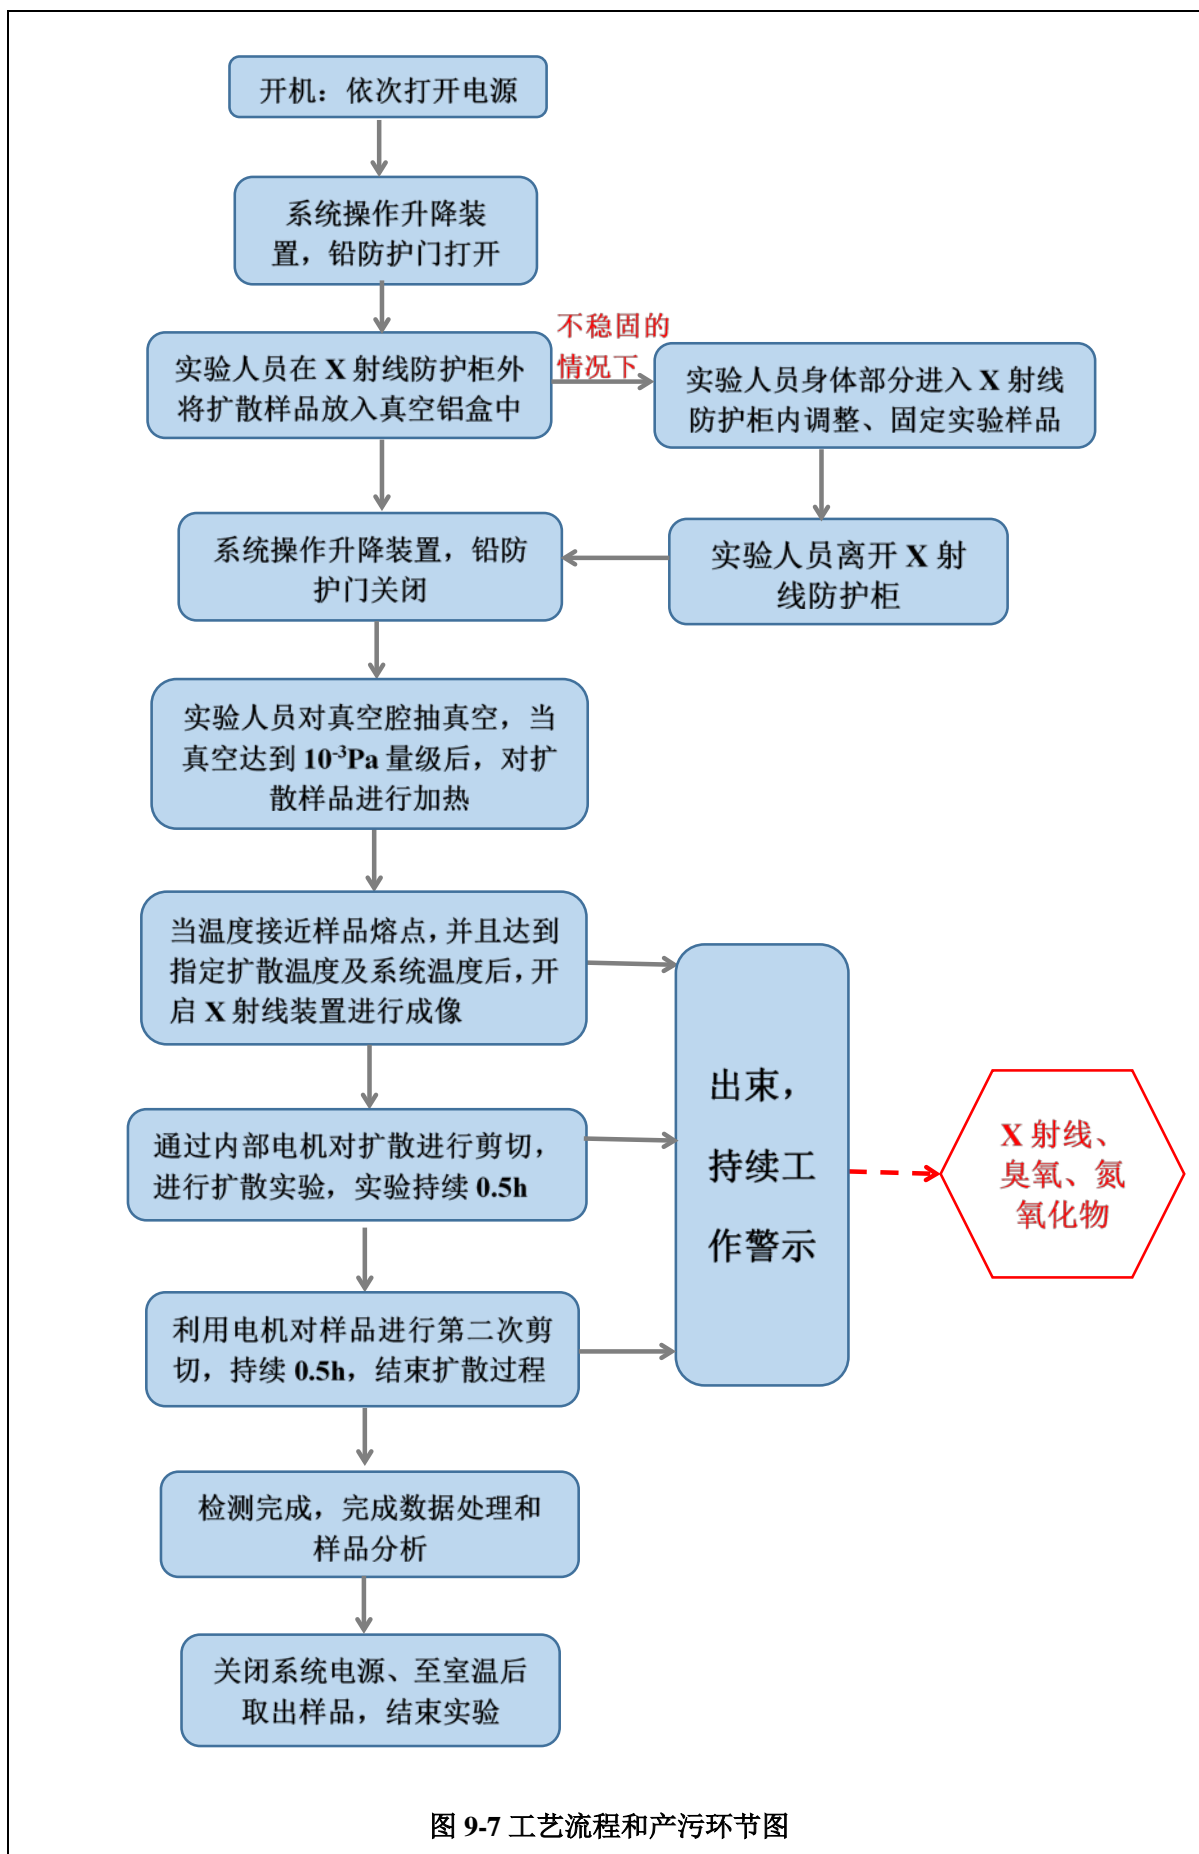 开机：依次打开电源
系统操作升降装
置，铅防护门打开
实验人员在 X 射线防护柜外
将扩散样品放入真空铝盒中
不稳固的
情况下
实验人员身体部分进入 X 射线
防护柜内调整、固定实验样品
实验人员离开 X 射
线防护柜
系统操作升降装置，铅防
护门关闭
实验人员对真空腔抽真空，当
真空达到 10⁻³Pa 量级后，对扩
散样品进行加热
当温度接近样品熔点，并且达到
指定扩散温度及系统温度后，开
启 X 射线装置进行成像
通过内部电机对扩散进行剪切，
进行扩散实验，实验持续 0.5h
利用电机对样品进行第二次剪
切，持续 0.5h，结束扩散过程
出束，
持续工
作警示
X 射线、
臭氧、氮
氧化物
检测完成，完成数据处理和
样品分析
关闭系统电源、至室温后
取出样品，结束实验
图 9-7 工艺流程和产污环节图